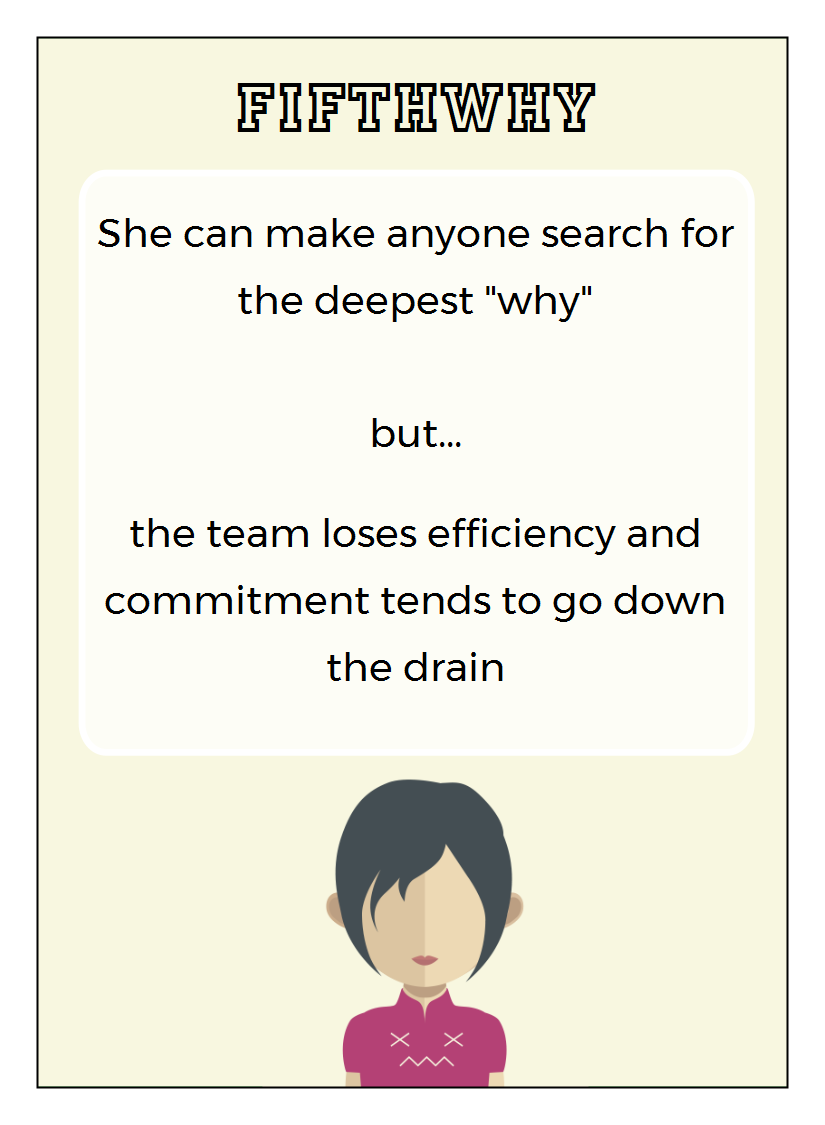 FIFTHWHY
She can make anyone search for
the deepest "why"
but...
the team loses efficiency and
commitment tends to go down
the drain